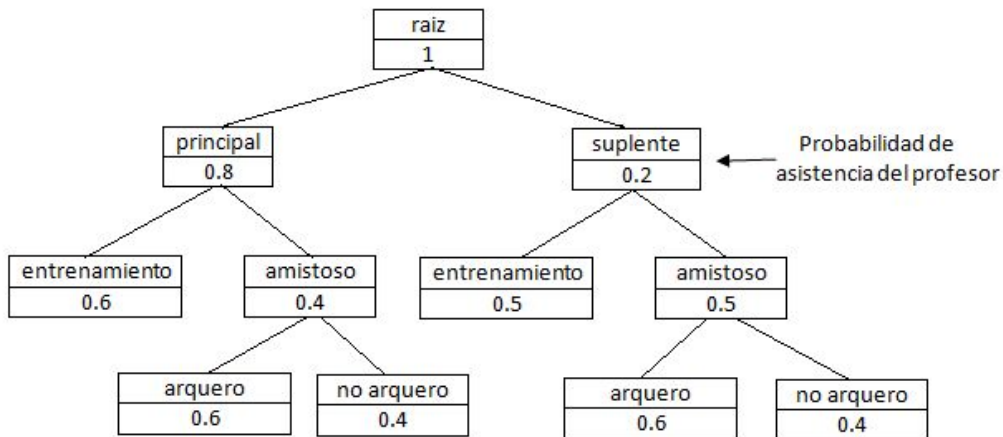 raiz
1
principal
0.8
suplente
0.2
Probabilidad de
asistencia del profesor
entrenamiento
0.6
amistoso
0.4
entrenamiento
0.5
amistoso
0.5
arquero
0.6
no arquero
0.4
arquero
0.6
no arquero
0.4